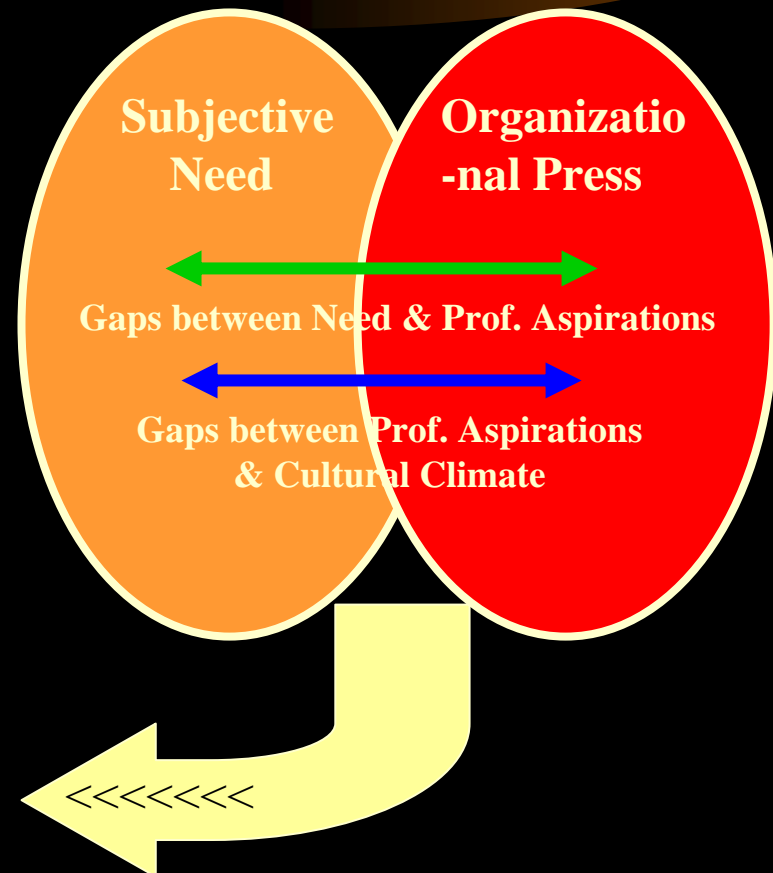 Subjective
Need
Organizatio
-nal Press
Gaps between Need & Prof. Aspirations
Gaps between Prof. Aspirations
& Cultural Climate
<<<<<<<